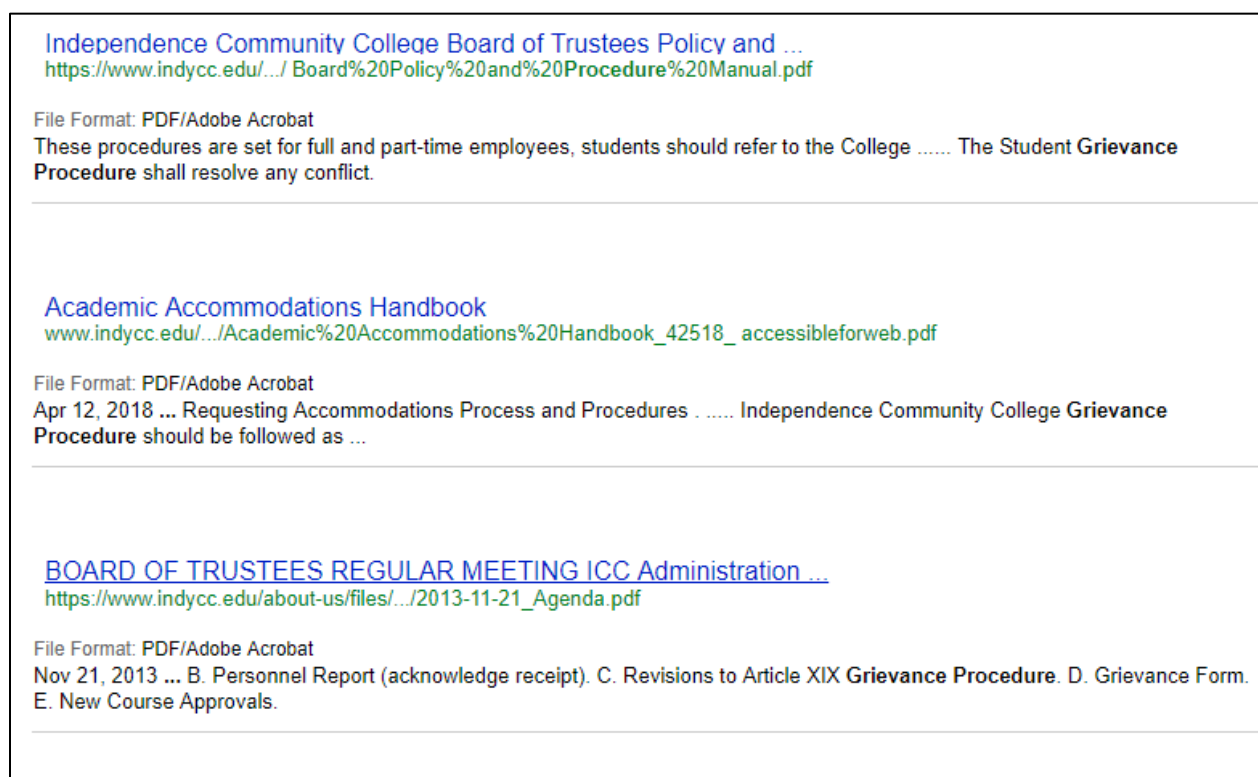 Independence Community College Board of Trustees Policy and ...
https://www.indycc.edu/.../ Board%20Policy%20and%20Procedure%20Manual.pdf
File Format: PDF/Adobe Acrobat
These procedures are set for full and part-time employees, students should refer to the College ...... The Student Grievance
Procedure shall resolve any conflict.
Academic Accommodations Handbook
www.indycc.edu/.../Academic%20Accommodations%20Handbook_42518_ accessibleforweb.pdf
File Format: PDF/Adobe Acrobat
Apr 12, 2018 ... Requesting Accommodations Process and Procedures . ..... Independence Community College Grievance
Procedure should be followed as ...
BOARD OF TRUSTEES REGULAR MEETING ICC Administration ...
https://www.indycc.edu/about-us/files/.../2013-11-21_Agenda.pdf
File Format: PDF/Adobe Acrobat
Nov 21, 2013 ... B. Personnel Report (acknowledge receipt). C. Revisions to Article XIX Grievance Procedure. D. Grievance Form.
E. New Course Approvals.